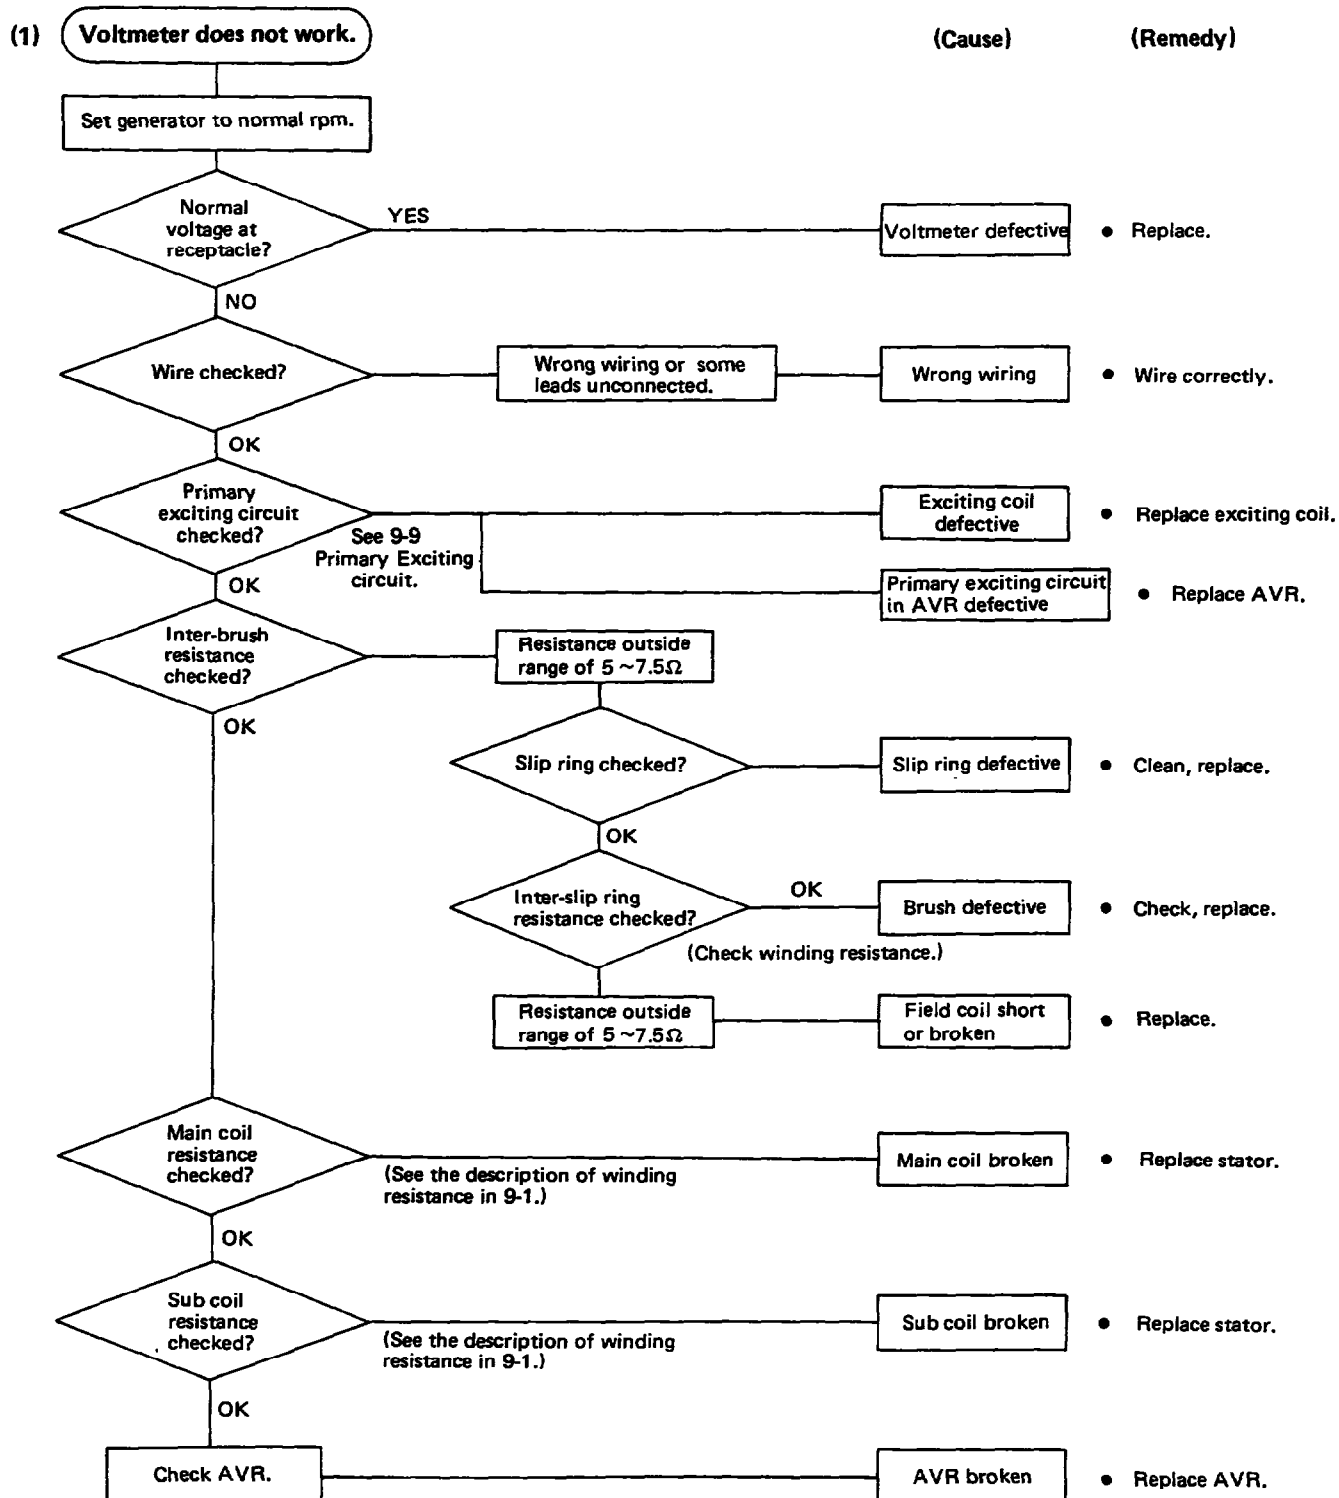 (1) Voltmeter does not work.
(Cause) (Remedy)
Set generator to normal rpm.
Normal
voltage at
receptacle?
YES
Voltmeter defective
• Replace.
NO
Wire checked?
Wrong wiring or some
leads unconnected.
Wrong wiring
• Wire correctly.
OK
Primary
exciting circuit
checked?
See 9-9
Primary Exciting
circuit.
Exciting coil
defective
• Replace exciting coil.
Primary exciting circuit
in AVR defective
• Replace AVR.
OK
Inter-brush
resistance
checked?
Resistance outside
range of 5 ~7.5Ω
OK
Slip ring checked?
Slip ring defective
• Clean, replace.
OK
Inter-slip ring
resistance checked?
OK
Brush defective
• Check, replace.
(Check winding resistance.)
Resistance outside
range of 5 ~7.5Ω
Field coil short
or broken
• Replace.
Main coil
resistance
checked?
(See the description of winding
resistance in 9-1.)
Main coil broken
• Replace stator.
OK
Sub coil
resistance
checked?
(See the description of winding
resistance in 9-1.)
Sub coil broken
• Replace stator.
OK
Check AVR.
AVR broken
• Replace AVR.